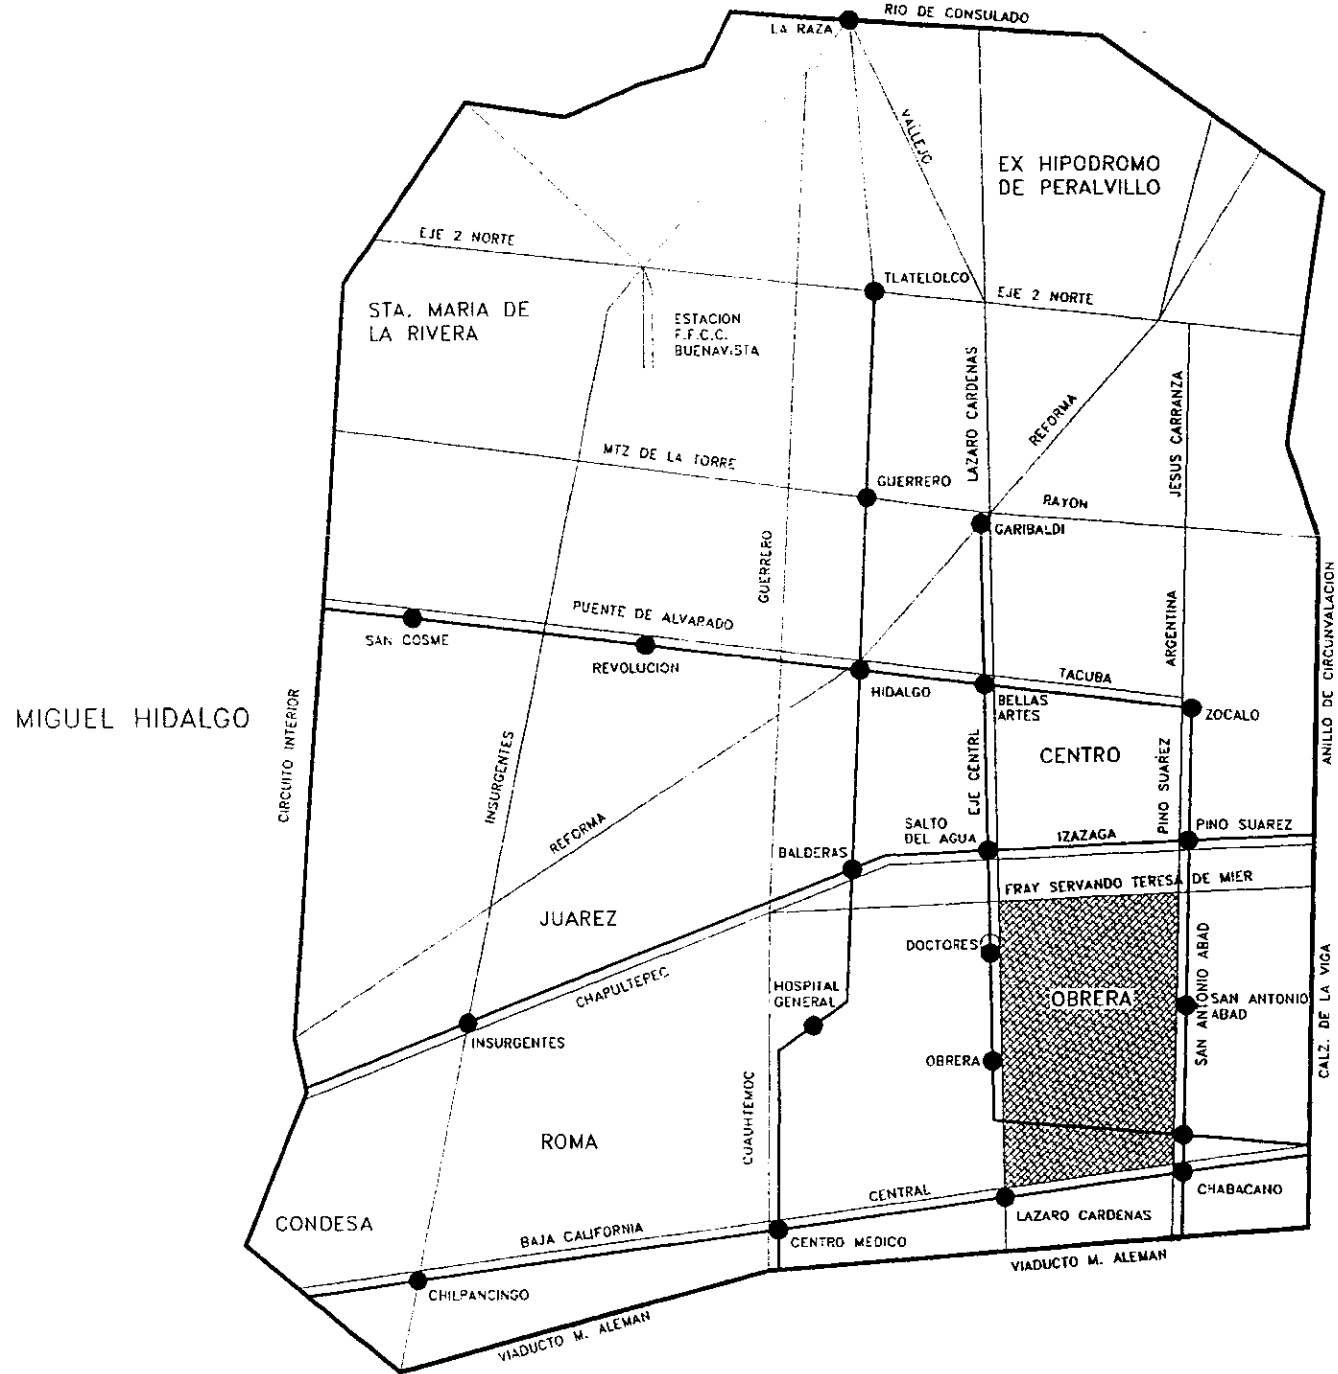 RIO DE CONSULADO
LA RAZA
VALLEJO
EX HIPODROMO
DE PERALVILLO
EJE 2 NORTE
TLATELOLCO
EJE 2 NORTE
STA. MARIA DE
LA RIVERA
ESTACION
F.F.C.C.
BUENAVISTA
LAZARO CARDENAS
REFORMA
JESUS CARRANZA
MTZ DE LA TORRE
GUERRERO
RAYON
GARIBALDI
GUERRERO
PUENTE DE ALVARADO
SAN COSME
REVOLUCION
HIDALGO
TACUBA
ARGENTINA
ANILLO DE CIRCUNVALACION
BELLAS
ARTES
ZOCALO
MIGUEL HIDALGO
CIRCUITO INTERIOR
INSURGENTES
EJE CENTRL
CENTRO
PINO SUAREZ
REFORMA
SALTO
DEL AGUA
IZAZAGA
PINO SUAREZ
BALDERAS
FRAY SERVANDO TERESA DE MIER
JUAREZ
DOCTORES
CHAPULTEPEC
HOSPITAL
GENERAL
OBRERA
SAN ANTONIO ABAD
SAN ANTONIO
ABAD
CALZ. DE LA VIGA
INSURGENTES
OBRERA
CUAUHTEMOC
ROMA
CHABACANO
CENTRAL
LAZARO CARDENAS
CONDESA
BAJA CALIFORNIA
CENTRO MEDICO
VIADUCTO M. ALEMAN
CHILPANCINGO
VIADUCTO M. ALEMAN